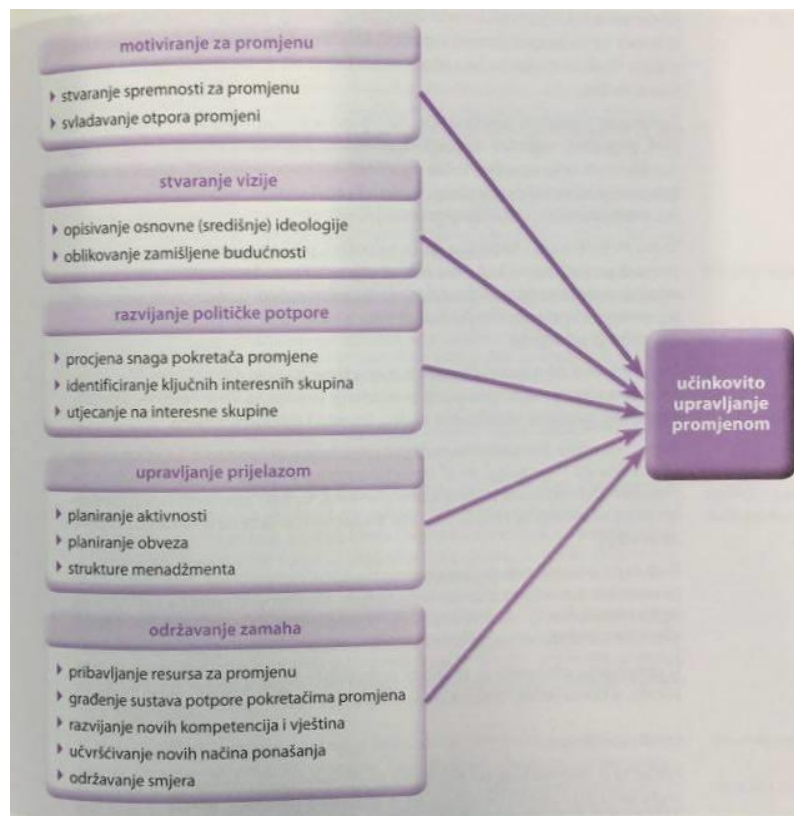 motiviranje za promjenu
stvaranje spremnosti za promjenu
svladavanje otpora promjeni
stvaranje vizije
opisivanje osnovne (središnje) ideologije
oblikovanje zamišljene budućnosti
razvijanje političke potpore
procjena snaga pokretača promjene
identificiranje ključnih interesnih skupina
utjecanje na interesne skupine
upravljanje prijelazom
planiranje aktivnosti
planiranje obveza
strukture menadžmenta
održavanje zamaha
pribavljanje resursa za promjenu
građenje sustava potpore pokretačima promjena
razvijanje novih kompetencija i vještina
učvršćivanje novih načina ponašanja
održavanje smjera
učinkovito
upravljanje
promjenom